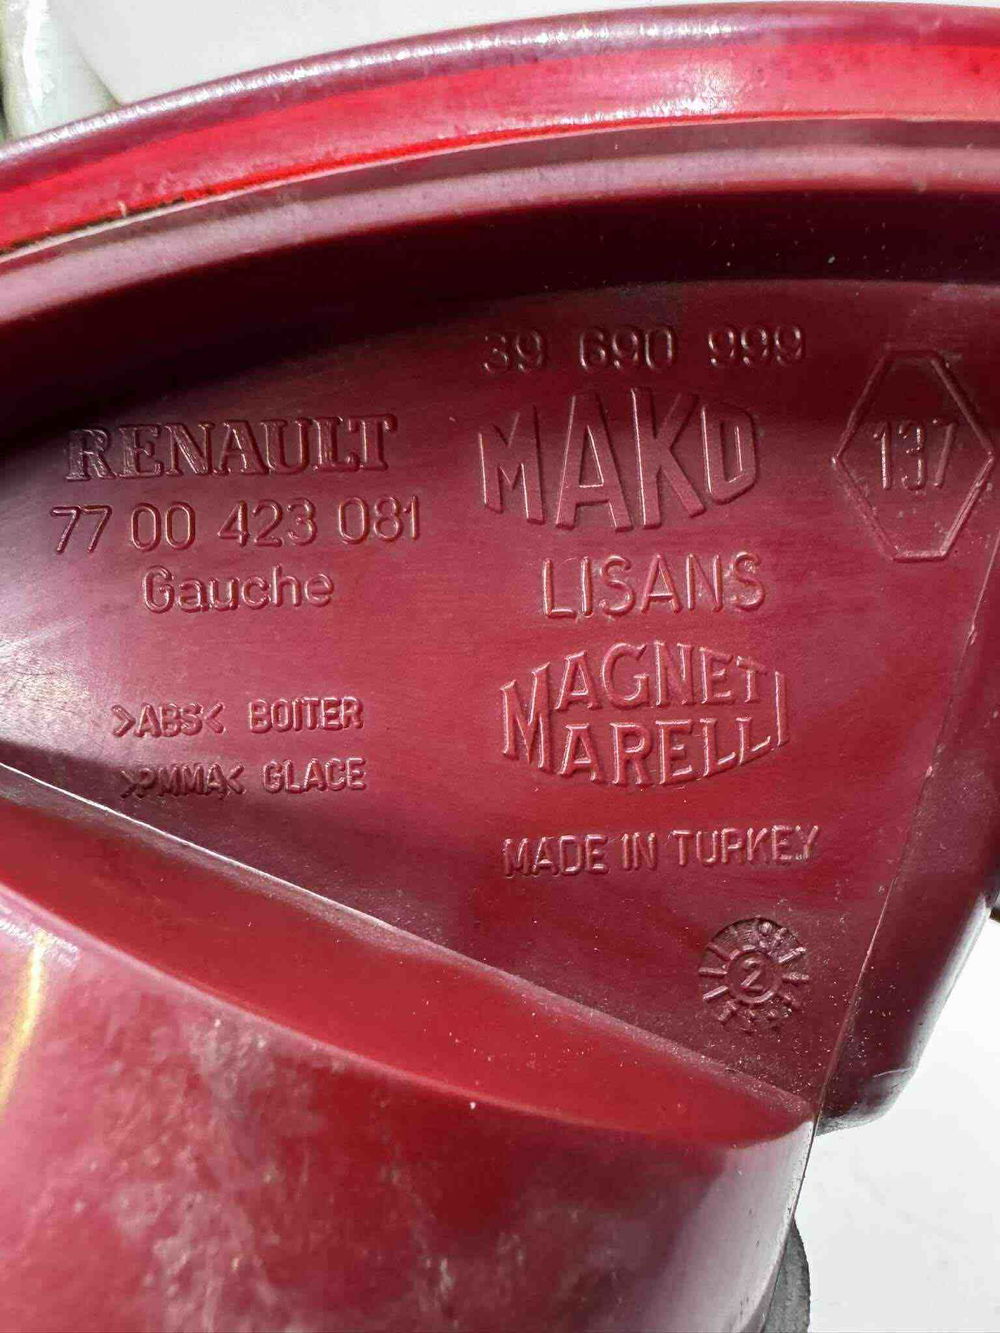 39 690 999
RENAULT
77 00 423 081
Gauche
MAKO
LISANS
MAGNETI
MARELLI
137
>ABS< BOITER
>PMMA< GLACE
MADE IN TURKEY
2